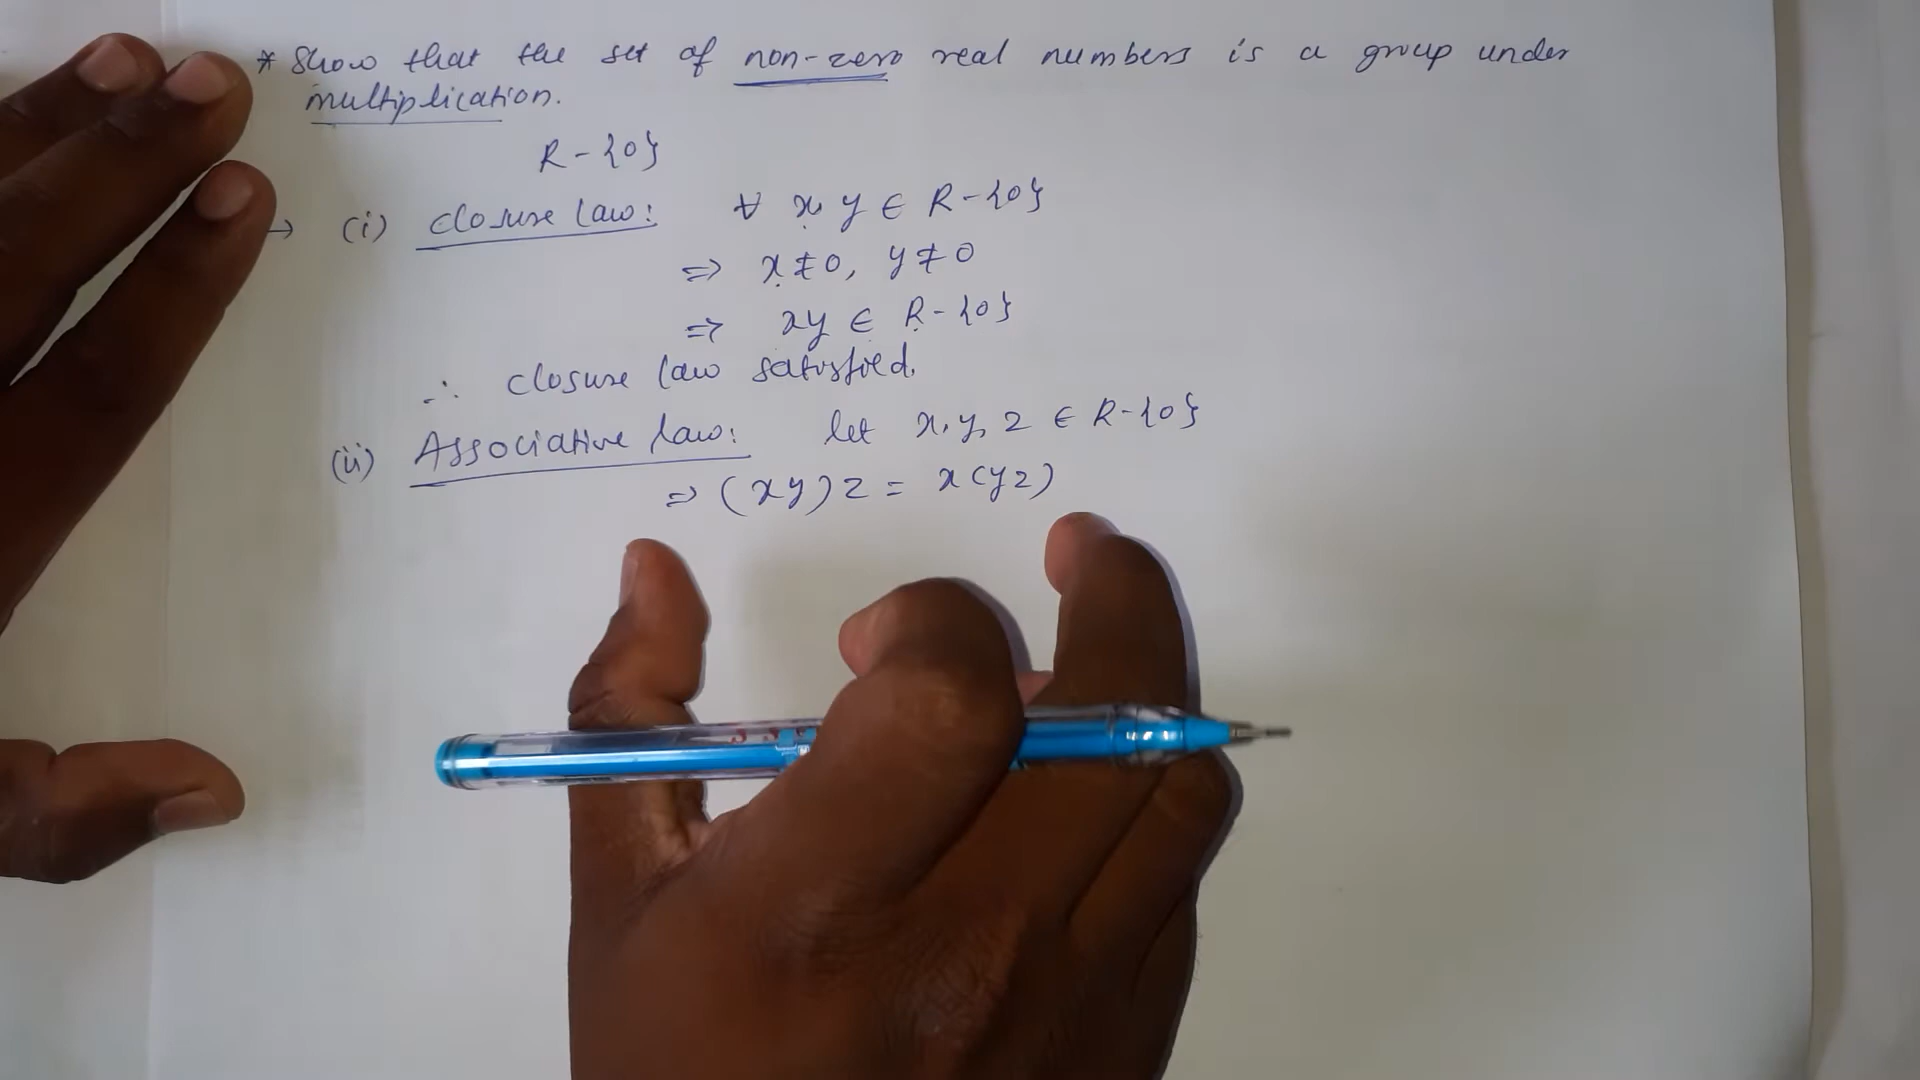 * Show that the set of non-zero real numbers is a group under
multiplication.
R-{0}
→ (i) closure law: ∀ x, y ∈ R-{0}
⇒ x≠0, y≠0
⇒ xy ∈ R-{0}
∴ closure law satisfied.
(ii) Associative law: let x, y, z ∈ R-{0}
⇒ (xy)z = x(yz)